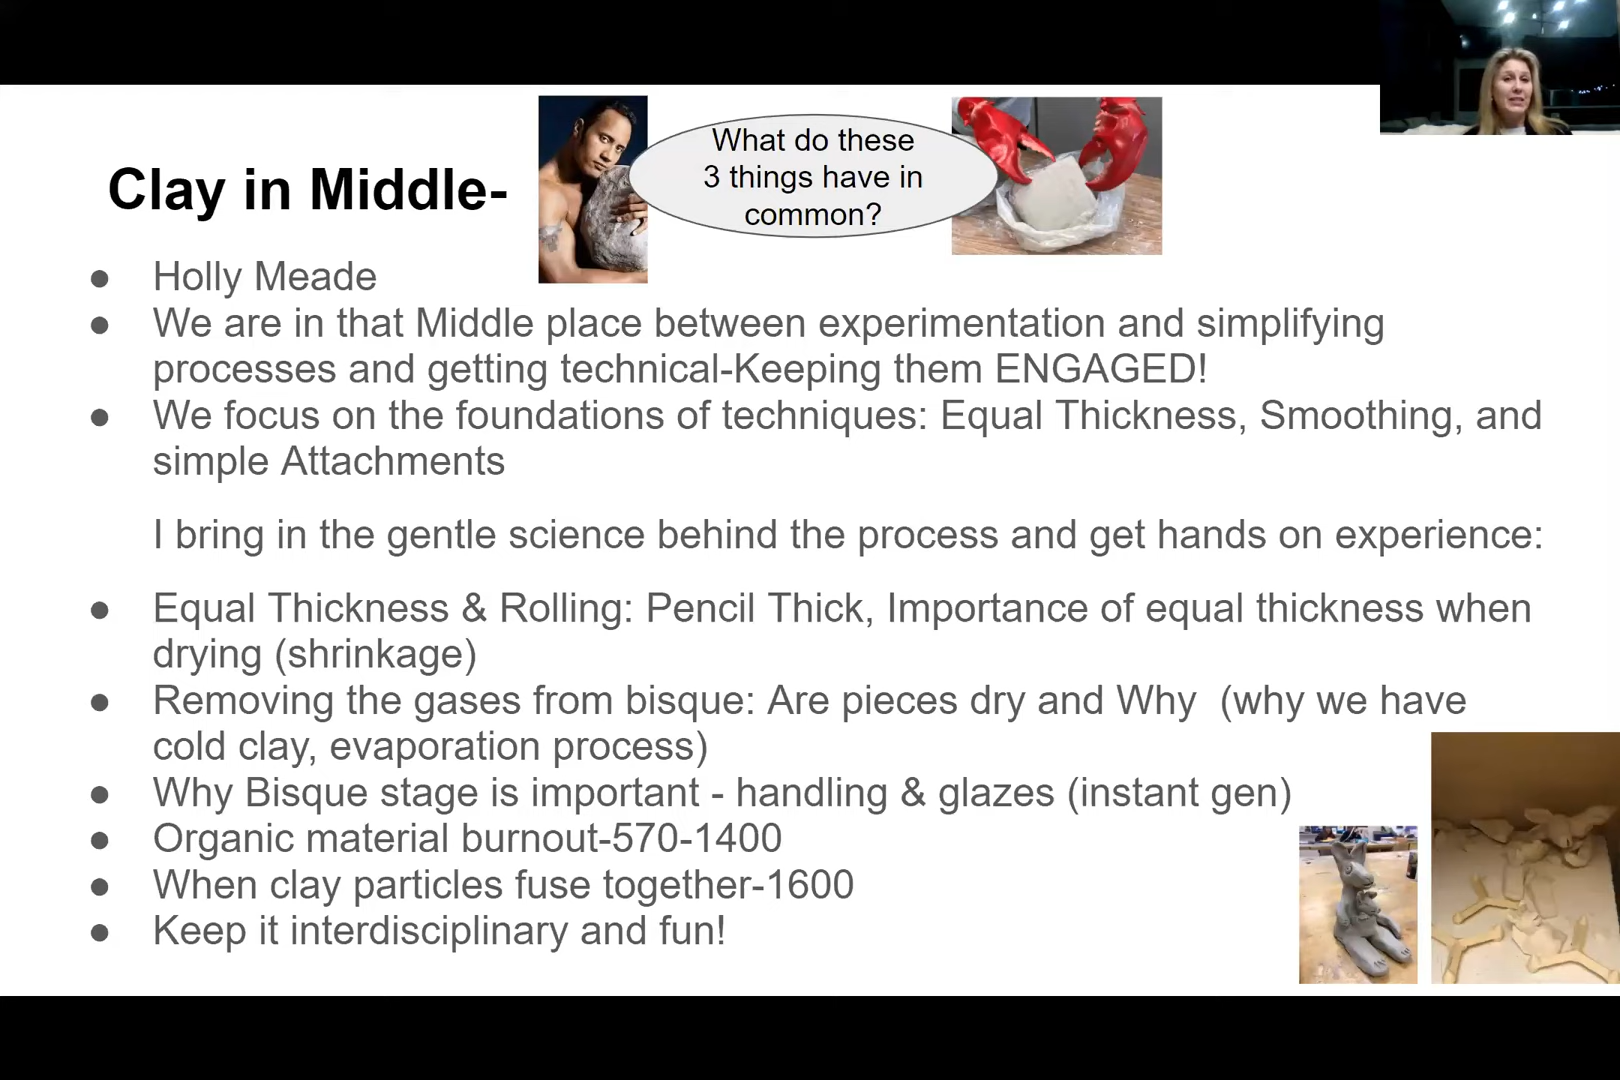 What do these
3 things have in
common?
Clay in Middle-
● Holly Meade
● We are in that Middle place between experimentation and simplifying
processes and getting technical-Keeping them ENGAGED!
● We focus on the foundations of techniques: Equal Thickness, Smoothing, and
simple Attachments
I bring in the gentle science behind the process and get hands on experience:
● Equal Thickness & Rolling: Pencil Thick, Importance of equal thickness when
drying (shrinkage)
● Removing the gases from bisque: Are pieces dry and Why (why we have
cold clay, evaporation process)
● Why Bisque stage is important - handling & glazes (instant gen)
● Organic material burnout-570-1400
● When clay particles fuse together-1600
● Keep it interdisciplinary and fun!